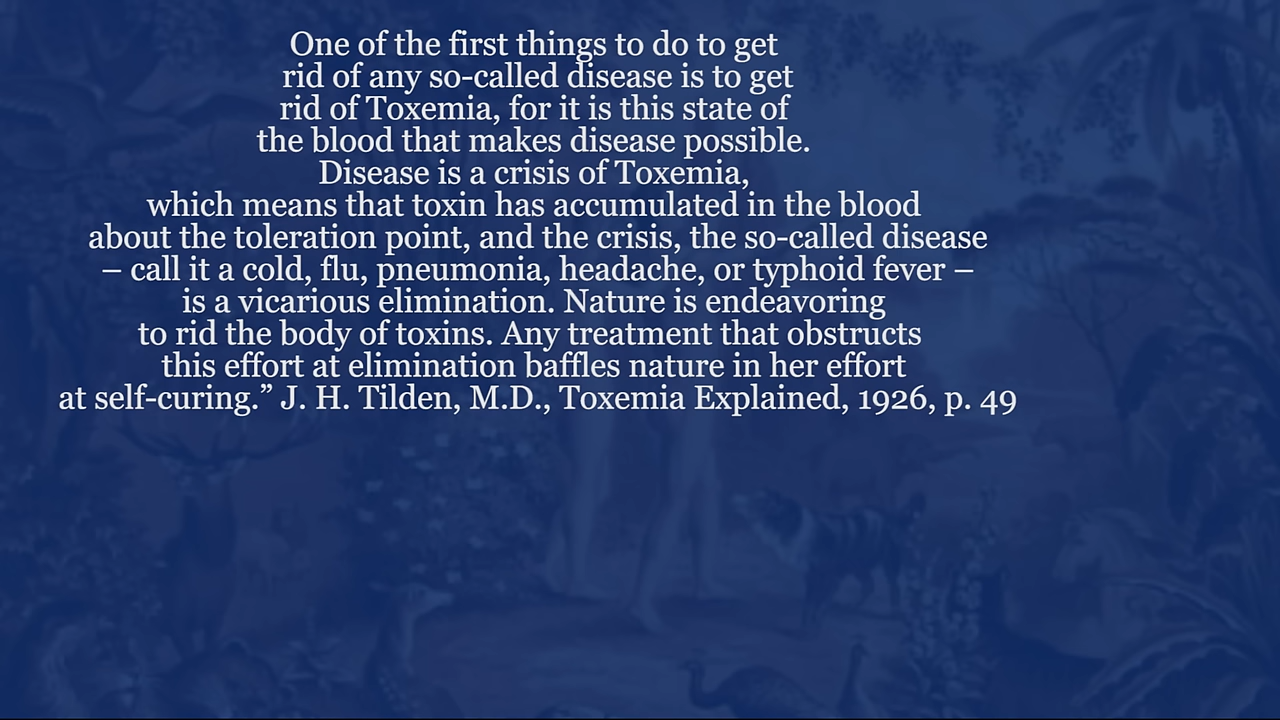 One of the first things to do to get
rid of any so-called disease is to get
rid of Toxemia, for it is this state of
the blood that makes disease possible.
Disease is a crisis of Toxemia,
which means that toxin has accumulated in the blood
about the toleration point, and the crisis, the so-called disease
– call it a cold, flu, pneumonia, headache, or typhoid fever –
is a vicarious elimination. Nature is endeavoring
to rid the body of toxins. Any treatment that obstructs
this effort at elimination baffles nature in her effort
at self-curing.” J. H. Tilden, M.D., Toxemia Explained, 1926, p. 49